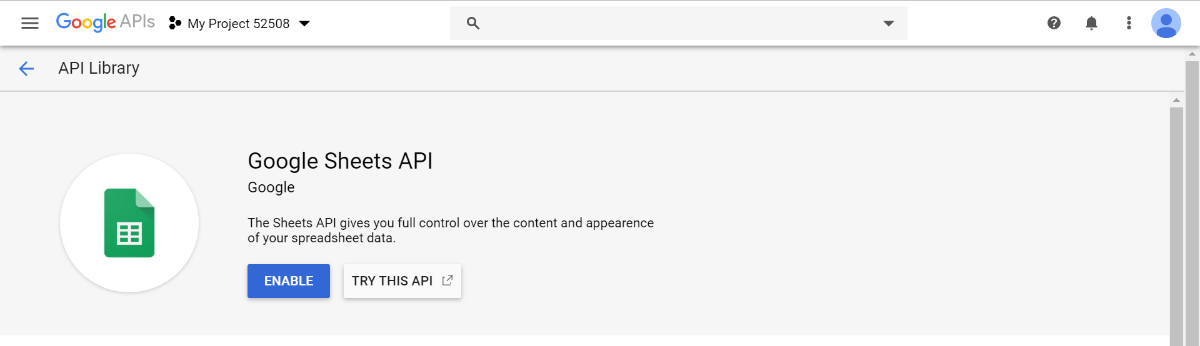 Google APIs My Project 52508
API Library
Google Sheets API
Google
The Sheets API gives you full control over the content and appearence
of your spreadsheet data.
ENABLE TRY THIS API